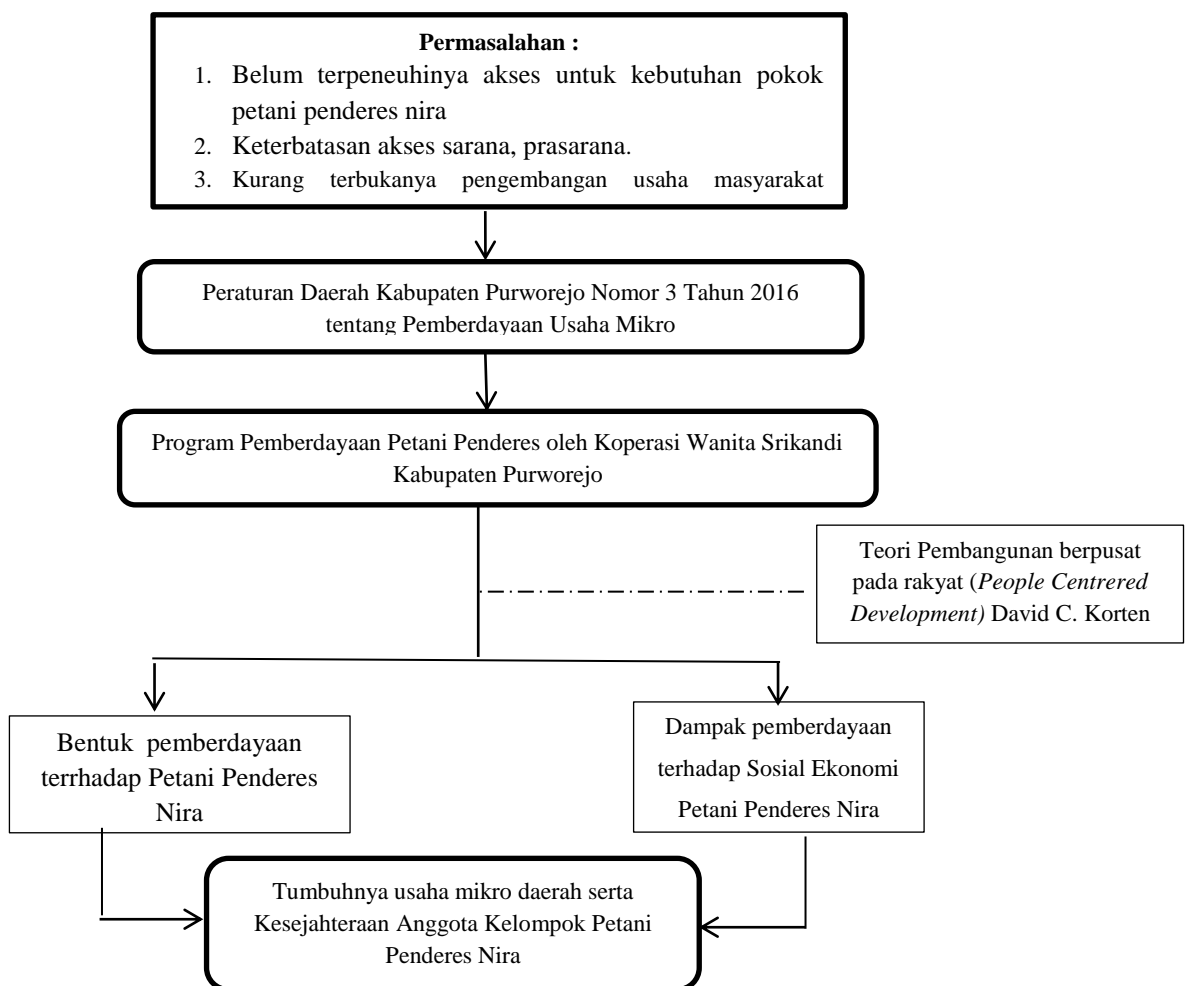 Permasalahan :
1. Belum terpeneuhinya akses untuk kebutuhan pokok
petani penderes nira
2. Keterbatasan akses sarana, prasarana.
3. Kurang terbukanya pengembangan usaha masyarakat
Peraturan Daerah Kabupaten Purworejo Nomor 3 Tahun 2016
tentang Pemberdayaan Usaha Mikro
Program Pemberdayaan Petani Penderes oleh Koperasi Wanita Srikandi
Kabupaten Purworejo
Teori Pembangunan berpusat
pada rakyat (People Centrered
Development) David C. Korten
Bentuk pemberdayaan
terrhadap Petani Penderes
Nira
Dampak pemberdayaan
terhadap Sosial Ekonomi
Petani Penderes Nira
Tumbuhnya usaha mikro daerah serta
Kesejahteraan Anggota Kelompok Petani
Penderes Nira